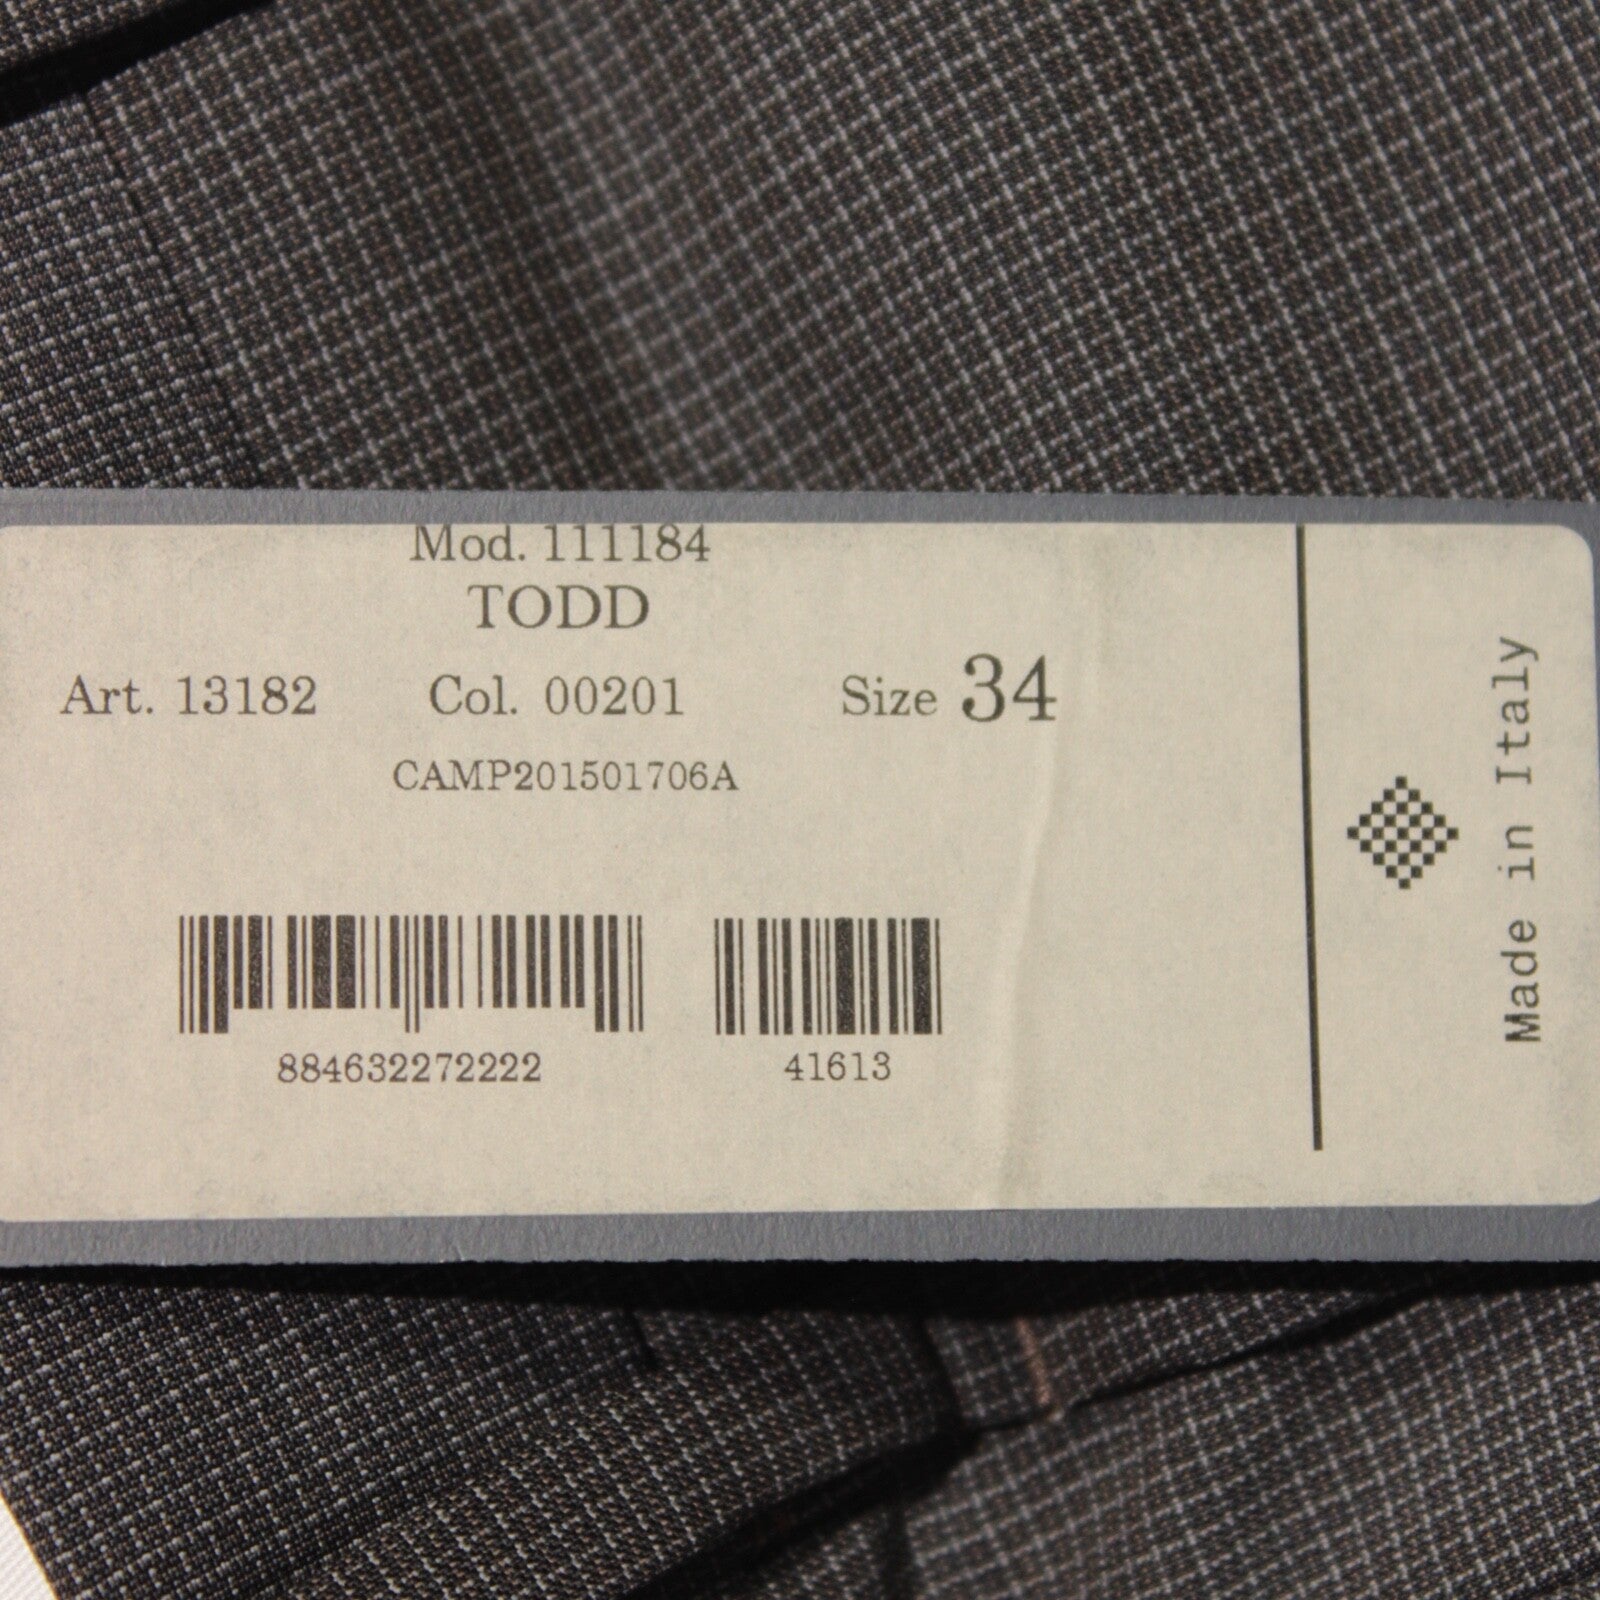 Mod. 111184
TODD
Art. 13182 Col. 00201 Size 34
CAMP201501706A
884632272222 41613
Made in Italy